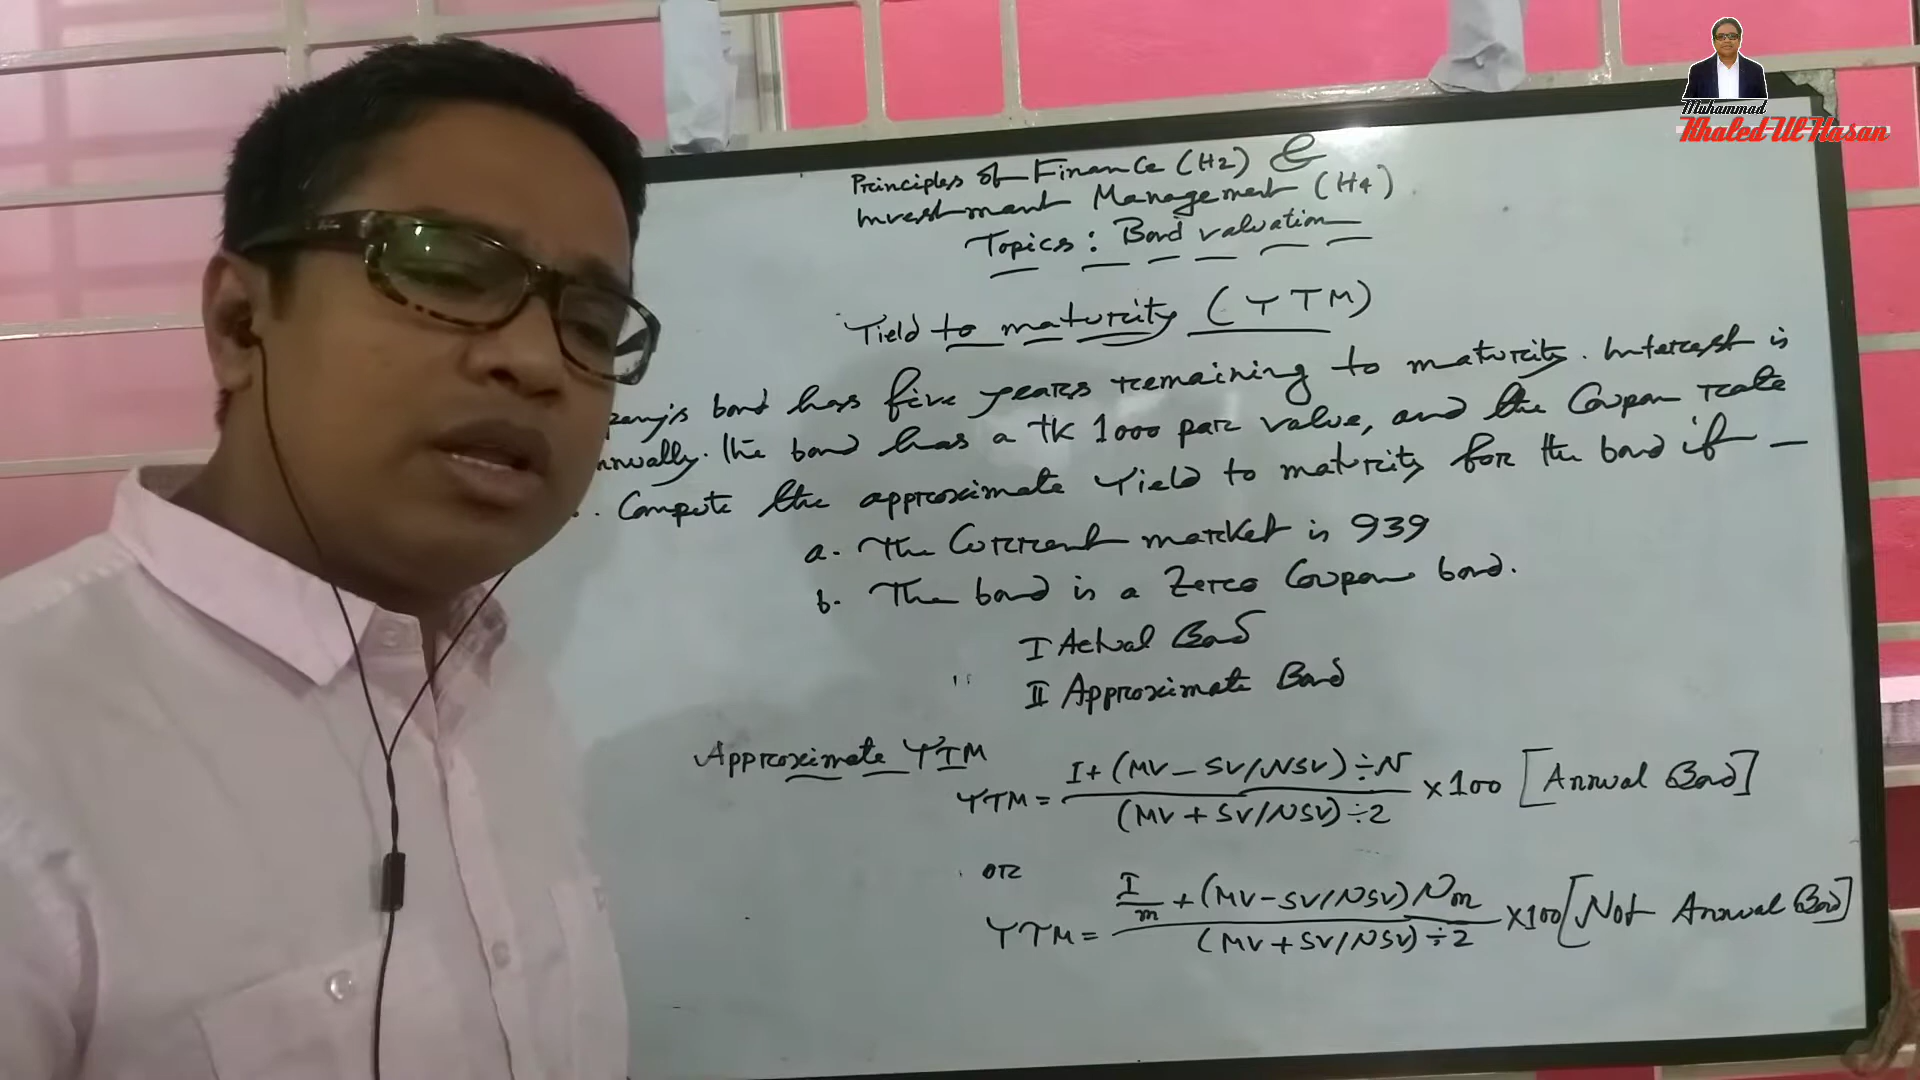 Muhammad
Khaled-Ul-Hasan
Principles of Finance (H2) &
Investment Management (H4)
Topics : Bond valuation
Yield to maturity (YTM)
pany's bond has five years remaining to maturity. Interest is
nnually. The bond has a TK 1000 par value, and the Coupon rate
. Compute the approximate Yield to maturity for the bond if —
a. The Current market is 939
b. The bond is a Zero Coupon bond.
I Actual Bond
II Approximate Bond
Approximate YTM
YTM = I + (MV - SV/NSV) ÷ N / (MV + SV/NSV) ÷ 2 × 100 [Annual Bond]
OR
YTM = I/m + (MV - SV/NSV) Nm / (MV + SV/NSV) ÷ 2 × 100 [Not Annual Bond]